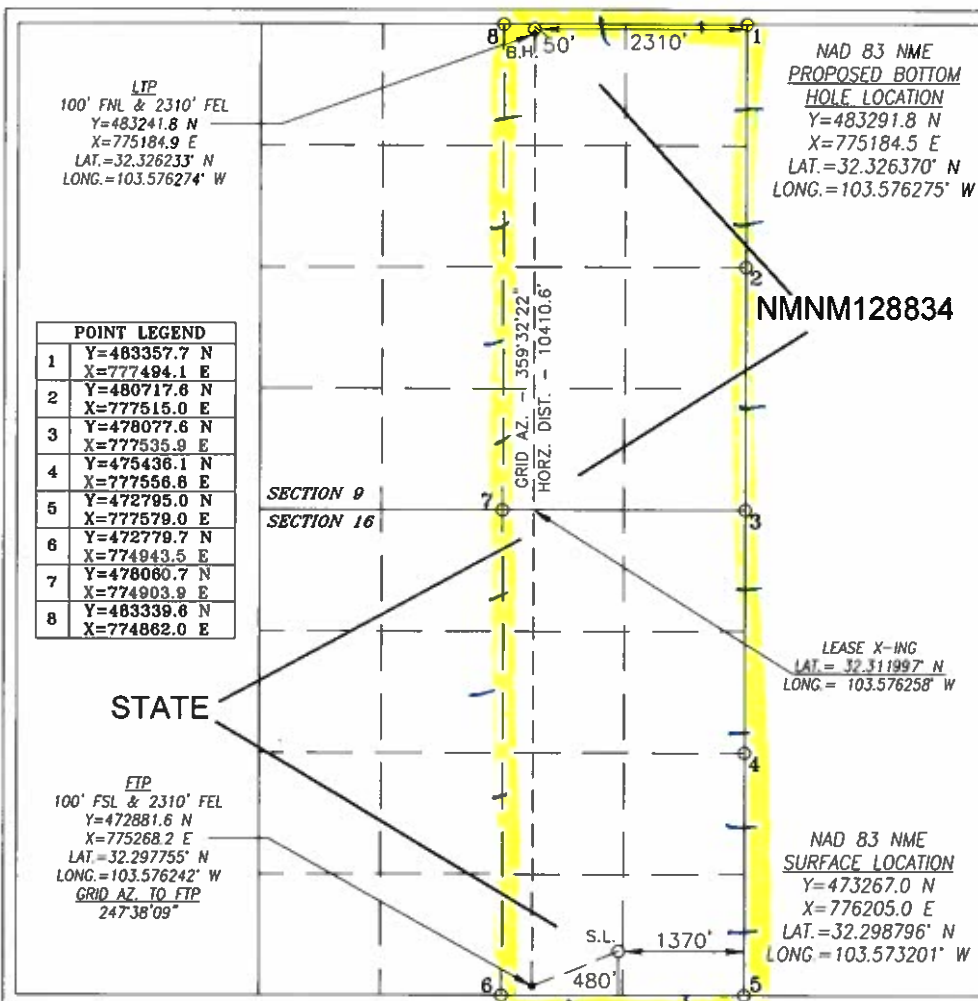 8
B.H.
50'
2310'
1
LTP
100' FNL & 2310' FEL
Y=483241.8 N
X=775184.9 E
LAT.=32.326233° N
LONG.=103.576274° W
NAD 83 NME
PROPOSED BOTTOM
HOLE LOCATION
Y=483291.8 N
X=775184.5 E
LAT.=32.326370° N
LONG.=103.576275° W
2
NMNM128834
GRID AZ. - 359°32'22"
HORZ. DIST. - 10410.6'
POINT LEGEND
1 Y=483357.7 N
X=777494.1 E
2 Y=480717.6 N
X=777515.0 E
3 Y=478077.6 N
X=777535.9 E
4 Y=475436.1 N
X=777556.8 E
5 Y=472795.0 N
X=777579.0 E
6 Y=472779.7 N
X=774943.5 E
7 Y=478060.7 N
X=774903.9 E
8 Y=483339.6 N
X=774862.0 E
SECTION 9
SECTION 16
7
3
LEASE X-ING
LAT.= 32.311997° N
LONG.= 103.576258° W
STATE
4
FTP
100' FSL & 2310' FEL
Y=472881.6 N
X=775268.2 E
LAT.=32.297755° N
LONG.=103.576242° W
GRID AZ. TO FTP
247°38'09"
NAD 83 NME
SURFACE LOCATION
Y=473267.0 N
X=776205.0 E
LAT.=32.298796° N
LONG.=103.573201° W
S.L.
1370'
480'
6
5